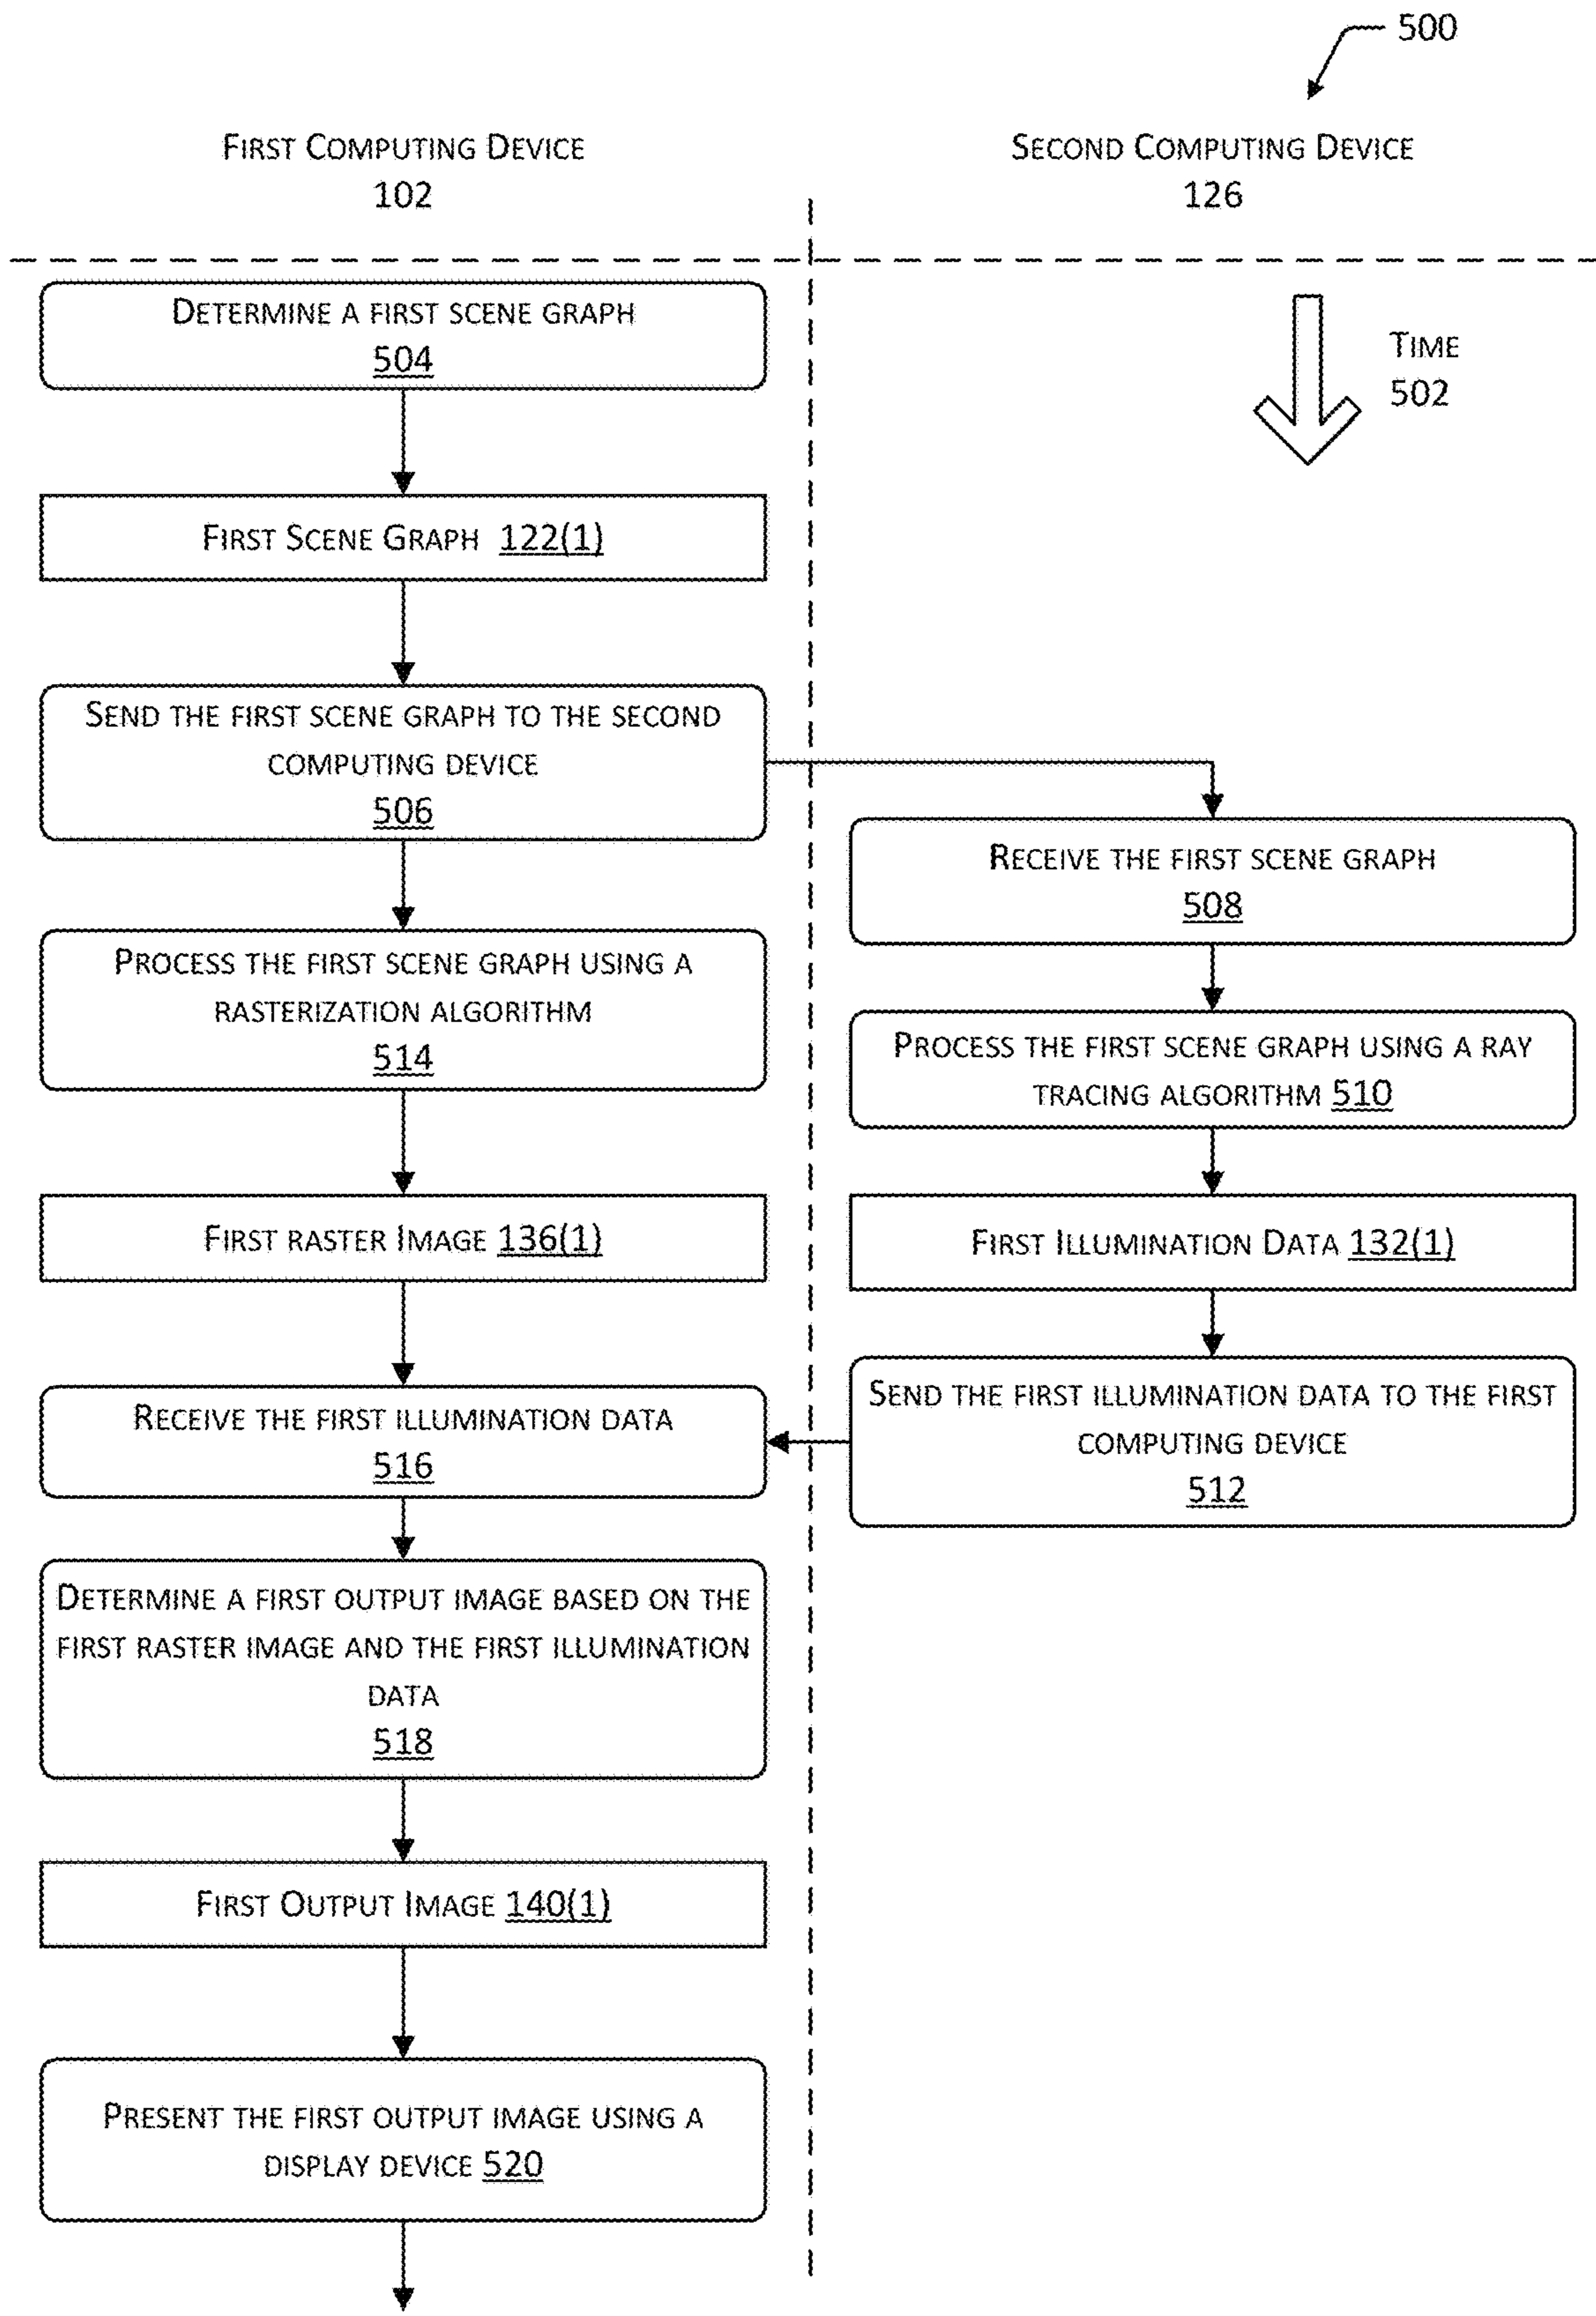 500
First Computing Device
102
Second Computing Device
126
Determine a first scene graph
504
Time
502
First Scene Graph 122(1)
Send the first scene graph to the second
computing device
506
Receive the first scene graph
508
Process the first scene graph using a
rasterization algorithm
514
Process the first scene graph using a ray
tracing algorithm 510
First raster Image 136(1)
First Illumination Data 132(1)
Send the first illumination data to the first
computing device
512
Receive the first illumination data
516
Determine a first output image based on the
first raster image and the first illumination
data
518
First Output Image 140(1)
Present the first output image using a
display device 520